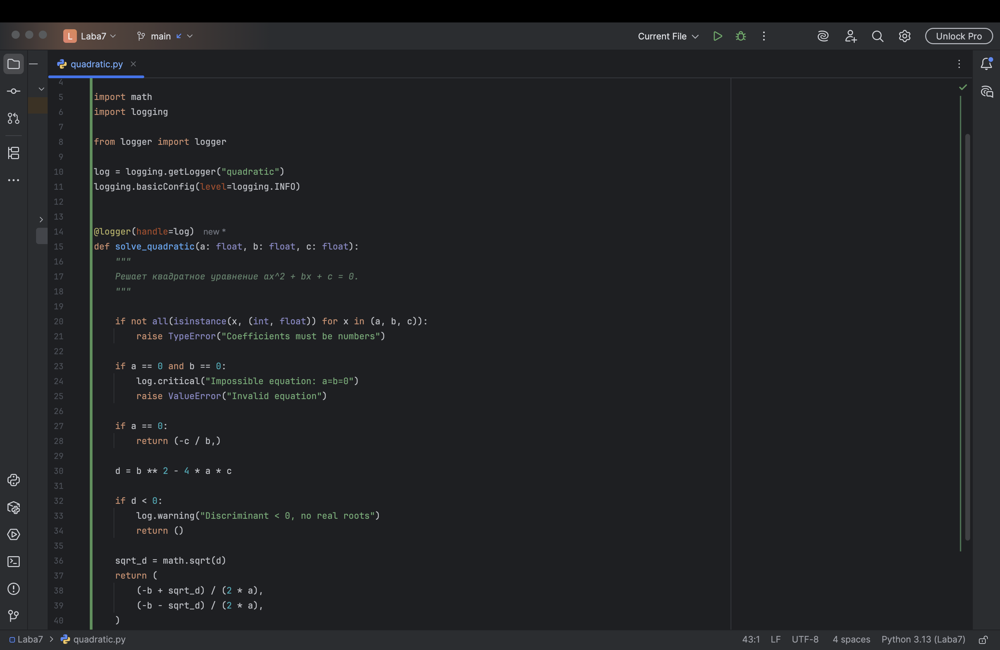 L Laba7 main Current File Unlock Pro
quadratic.py
4
5 import math
6 import logging
7
8 from logger import logger
9
10 log = logging.getLogger("quadratic")
11 logging.basicConfig(level=logging.INFO)
12
13
14 @logger(handle=log) new *
15 def solve_quadratic(a: float, b: float, c: float):
16     """
17     Решает квадратное уравнение ax^2 + bx + c = 0.
18     """
19
20     if not all(isinstance(x, (int, float)) for x in (a, b, c)):
21         raise TypeError("Coefficients must be numbers")
22
23     if a == 0 and b == 0:
24         log.critical("Impossible equation: a=b=0")
25         raise ValueError("Invalid equation")
26
27     if a == 0:
28         return (-c / b,)
29
30     d = b ** 2 - 4 * a * c
31
32     if d < 0:
33         log.warning("Discriminant < 0, no real roots")
34         return ()
35
36     sqrt_d = math.sqrt(d)
37     return (
38         (-b + sqrt_d) / (2 * a),
39         (-b - sqrt_d) / (2 * a),
40     )
Laba7 > quadratic.py 43:1 LF UTF-8 4 spaces Python 3.13 (Laba7)